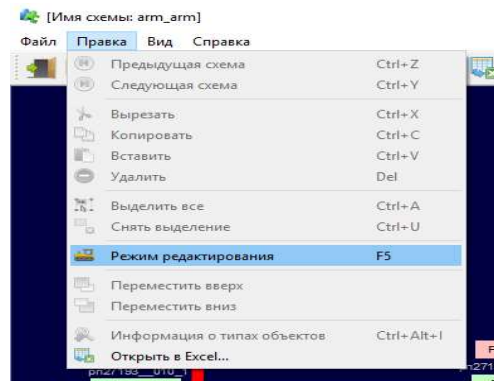 [Имя схемы: arm_arm]
Файл Правка Вид Справка
Предыдущая схема Ctrl+Z
Следующая схема Ctrl+Y
Вырезать Ctrl+X
Копировать Ctrl+C
Вставить Ctrl+V
Удалить Del
Выделить все Ctrl+A
Снять выделение Ctrl+U
Режим редактирования F5
Переместить вверх
Переместить вниз
Информация о типах объектов Ctrl+Alt+I
Открыть в Excel...